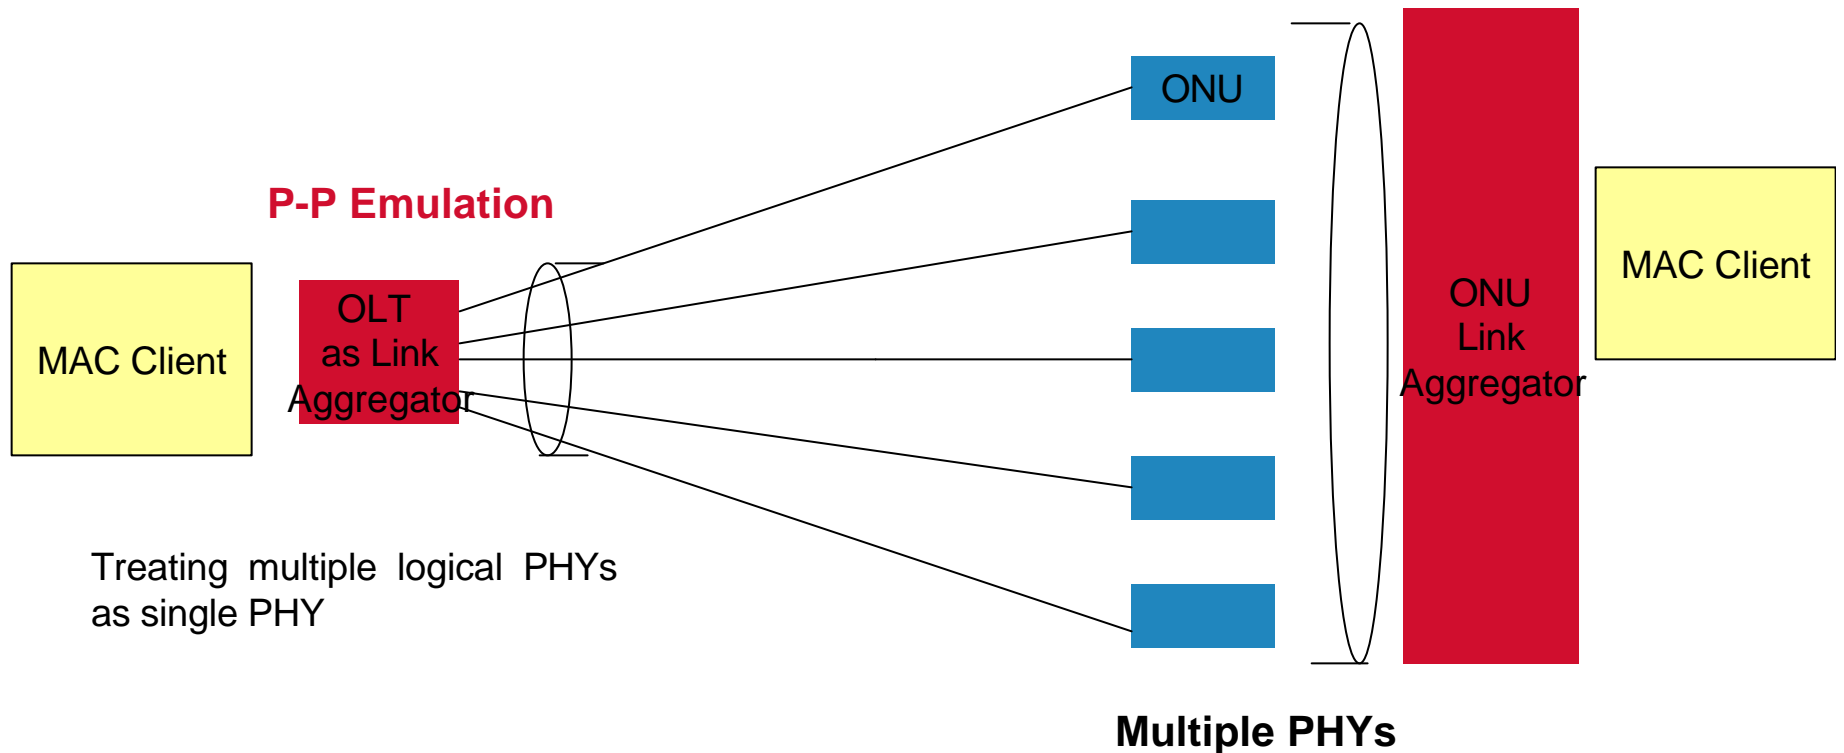 ONU
P-P Emulation
MAC Client
OLT
as Link
Aggregator
ONU
Link
Aggregator
MAC Client
Treating multiple logical PHYs
as single PHY
Multiple PHYs